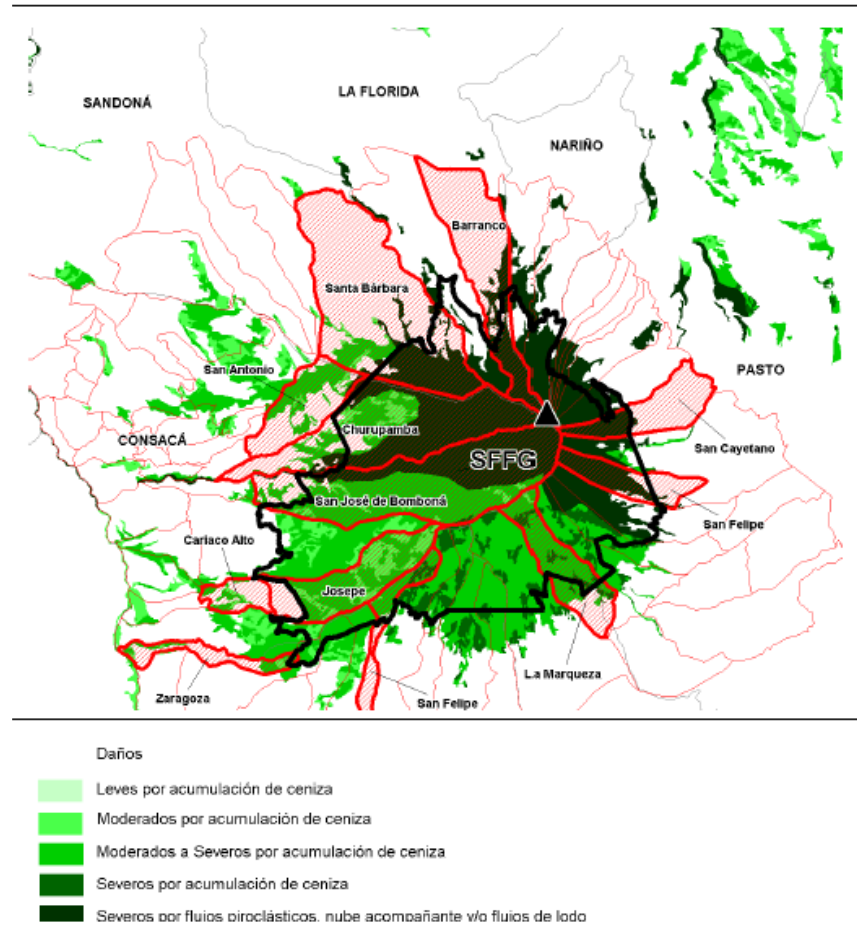 LA FLORIDA
SANDONÁ
NARIÑO
Barranco
Santa Bárbara
PASTO
San Antonio
Churupamba
CONSACÁ
San Cayetano
SFFG
San José de Bomboná
San Felipe
Cariaco Alto
Josepe
La Marqueza
Zaragoza
San Felipe
Daños
Leves por acumulación de ceniza
Moderados por acumulación de ceniza
Moderados a Severos por acumulación de ceniza
Severos por acumulación de ceniza
Severos por flujos piroclásticos, nube acompañante y/o flujos de lodo